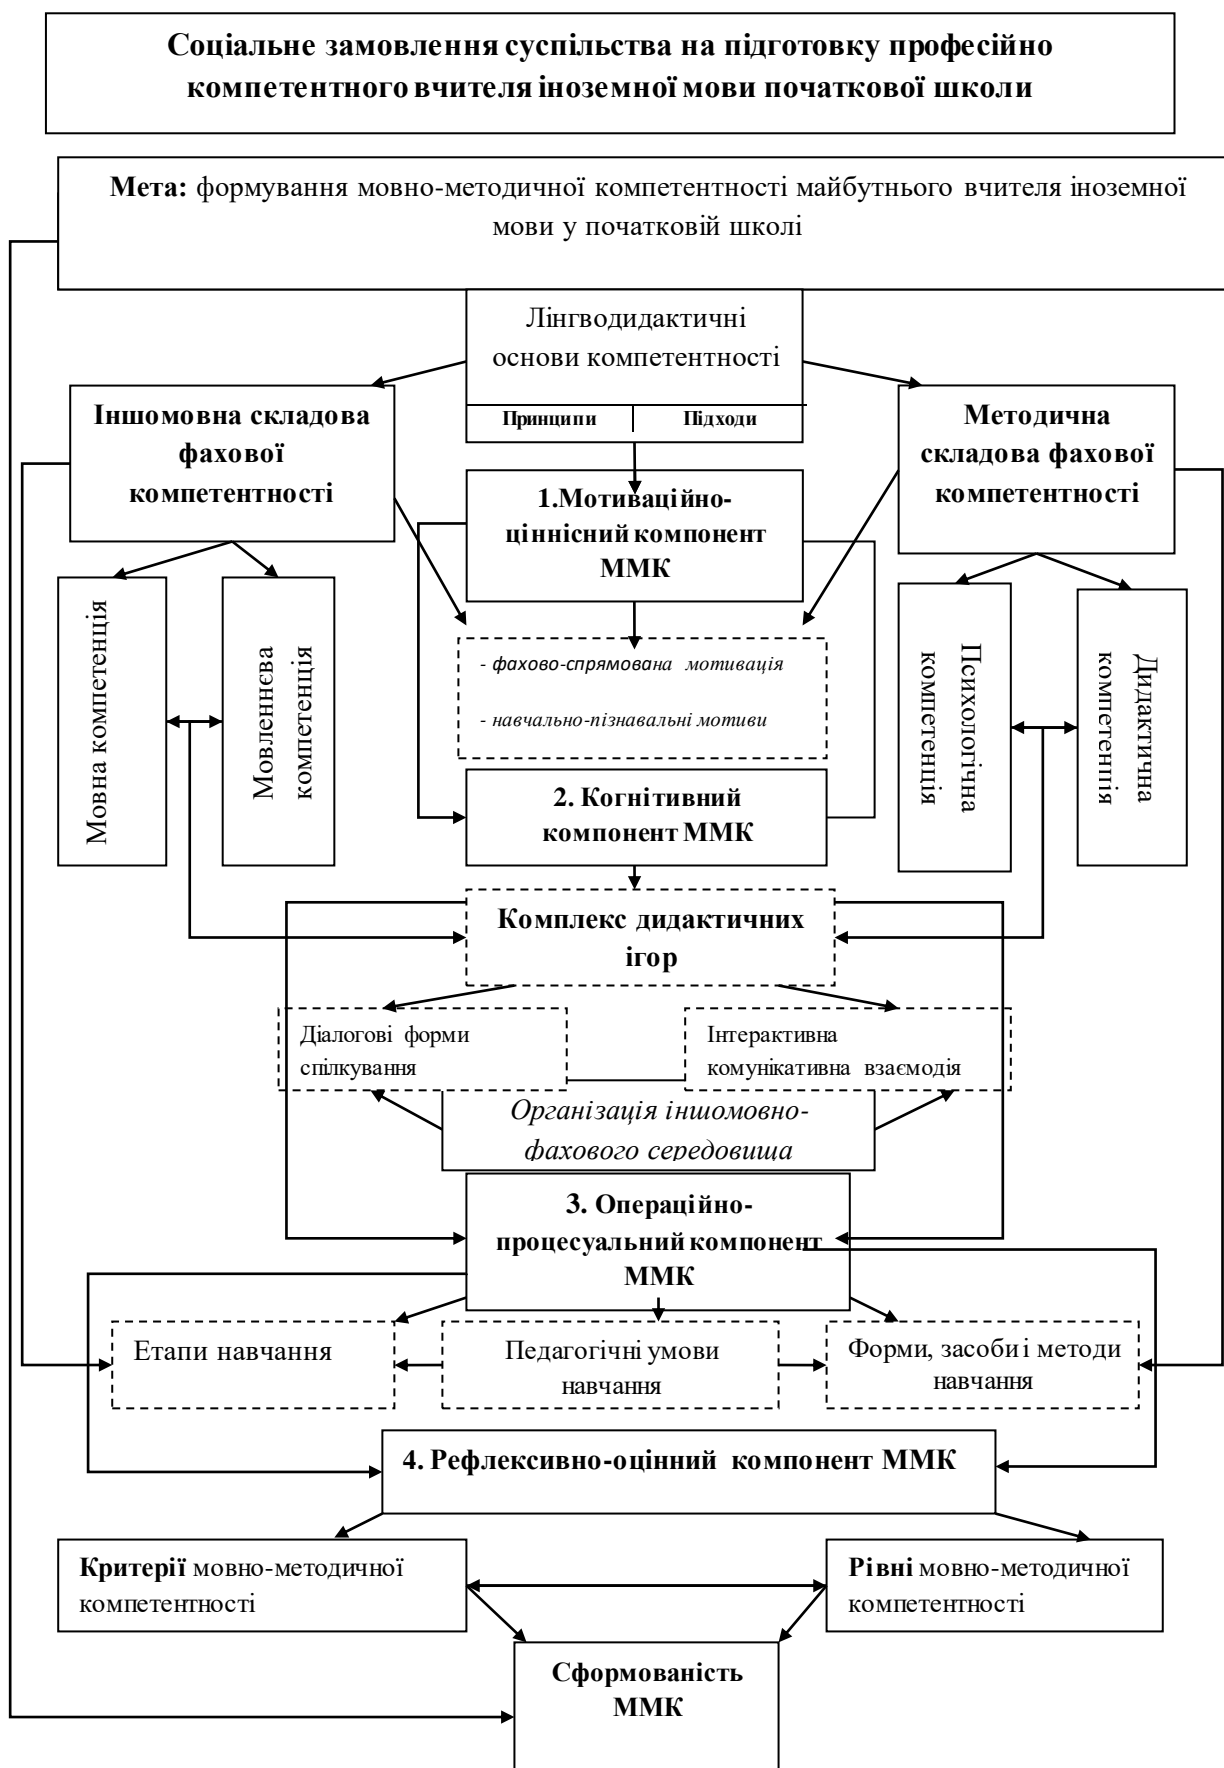 Соціальне замовлення суспільства на підготовку професійно
компетентного вчителя іноземної мови початкової школи
Мета: формування мовно-методичної компетентності майбутнього вчителя іноземної
мови у початковій школі
Лінгводидактичні
основи компетентності
Принципи Підходи
Іншомовна складова
фахової
компетентності
Методична
складова фахової
компетентності
1.Мотиваційно-
ціннісний компонент
ММК
Мовна компетенція
Мовленнєва
компетенція
- фахово-спрямована мотивація
- навчально-пізнавальні мотиви
Психологічна
компетенція
Дидактична
компетенція
2. Когнітивний
компонент ММК
Комплекс дидактичних
ігор
Діалогові форми
спілкування
Інтерактивна
комунікативна взаємодія
Організація іншомовно-
фахового середовища
3. Операційно-
процесуальний компонент
ММК
Етапи навчання
Педагогічні умови
навчання
Форми, засоби і методи
навчання
4. Рефлексивно-оцінний компонент ММК
Критерії мовно-методичної
компетентності
Рівні мовно-методичної
компетентності
Сформованість
ММК